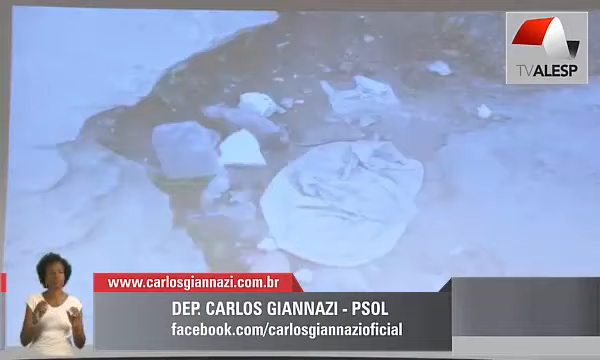 TVALESP
www.carlosgiannazi.com.br
DEP. CARLOS GIANNAZI - PSOL
facebook.com/carlosgiannazioficial